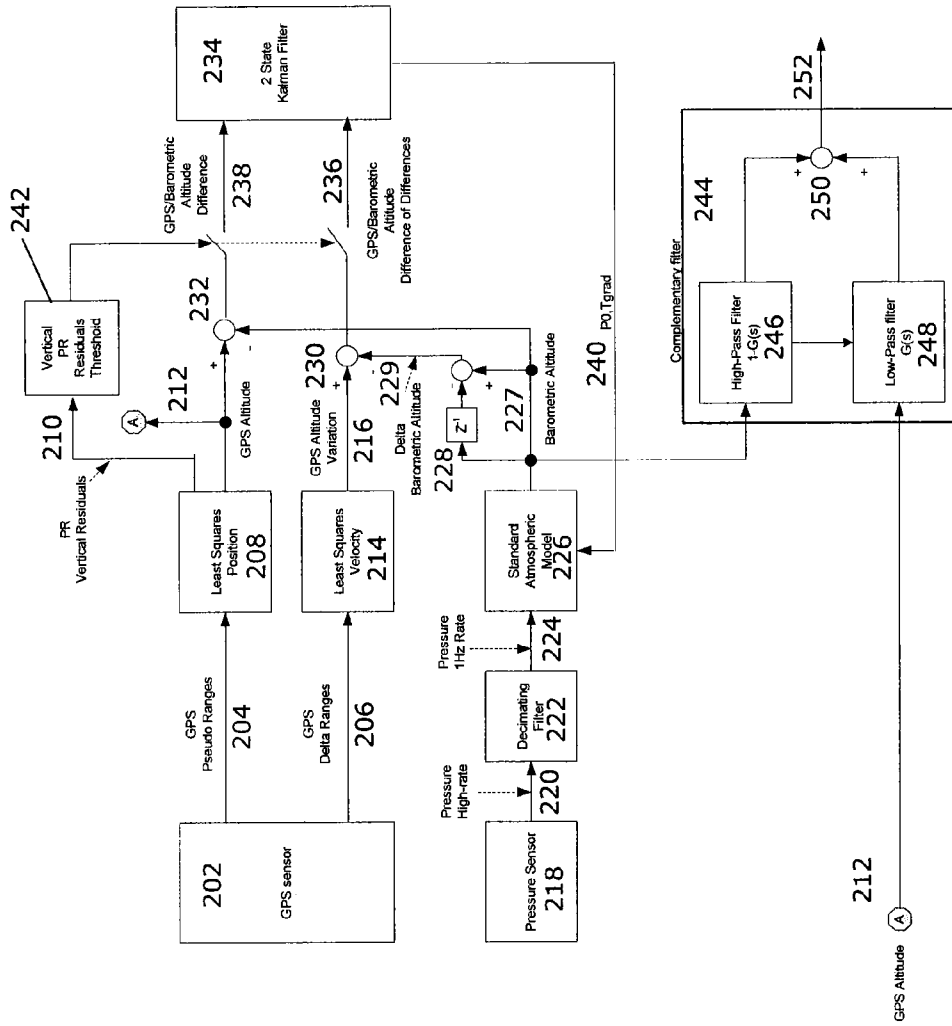 242
Vertical
PR
Residuals
Threshold
210
PR
Vertical Residuals
A
212
GPS Altitude
+
-
232
GPS/Barometric
Altitude
Difference
238
234
2 State
Kalman Filter
202
GPS sensor
GPS
Pseudo Ranges
204
Least Squares
Position
208
GPS
Delta Ranges
206
Least Squares
Velocity
214
GPS Altitude
Variation
216
+
-
230
229
Delta
Barometric Altitude
236
GPS/Barometric
Altitude
Difference of Differences
-
+
Z-1
228
227
Barometric Altitude
240
P0,Tgrad
Pressure Sensor
218
Pressure
High-rate
220
Decimating
Filter
222
Pressure
1Hz Rate
224
Standard
Atmospheric
Model
226
Complementary filter
244
High-Pass Filter
1-G(s)
246
Low-Pass filter
G(s)
248
+
+
250
252
GPS Altitude
A
212